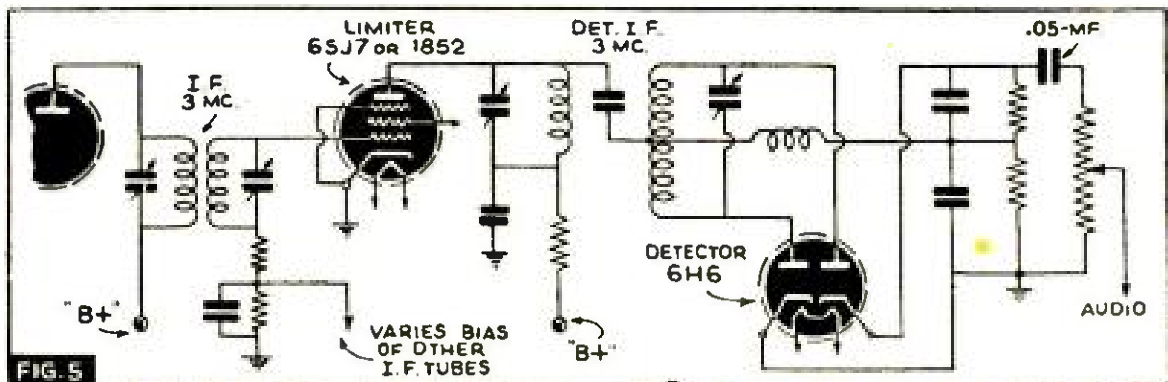 LIMITER
6SJ7 OR 1852
DET. I.F.
3 MC.
.05-MF
I.F.
3 MC.
DETECTOR
6H6
AUDIO
"B+"
VARIES BIAS
OF OTHER
I.F. TUBES
"B+"
FIG.5